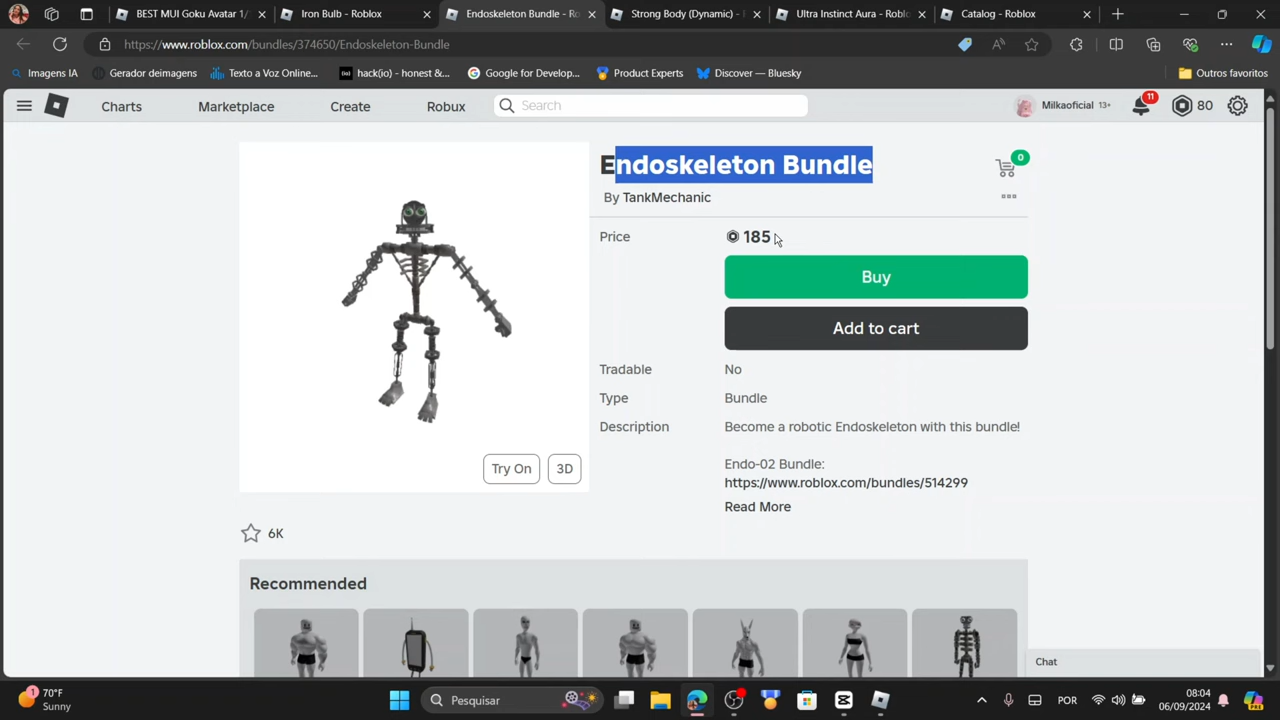 BEST MUI Goku Avatar 1/
Iron Bulb - Roblox
Endoskeleton Bundle - Ro
Strong Body (Dynamic) -
Ultra Instinct Aura - Roblo
Catalog - Roblox
https://www.roblox.com/bundles/374650/Endoskeleton-Bundle
Imagens IA
Gerador deimagens
Texto a Voz Online...
hack(io) - honest &...
Google for Develop...
Product Experts
Discover — Bluesky
Outros favoritos
Charts
Marketplace
Create
Robux
Search
Milkaoficial 13+
11
80
Endoskeleton Bundle
0
By TankMechanic
Price
185
Buy
Add to cart
Tradable
No
Type
Bundle
Description
Become a robotic Endoskeleton with this bundle!
Endo-02 Bundle:
https://www.roblox.com/bundles/514299
Read More
Try On
3D
6K
Recommended
Chat
1
70°F
Sunny
Pesquisar
POR
08:04
06/09/2024